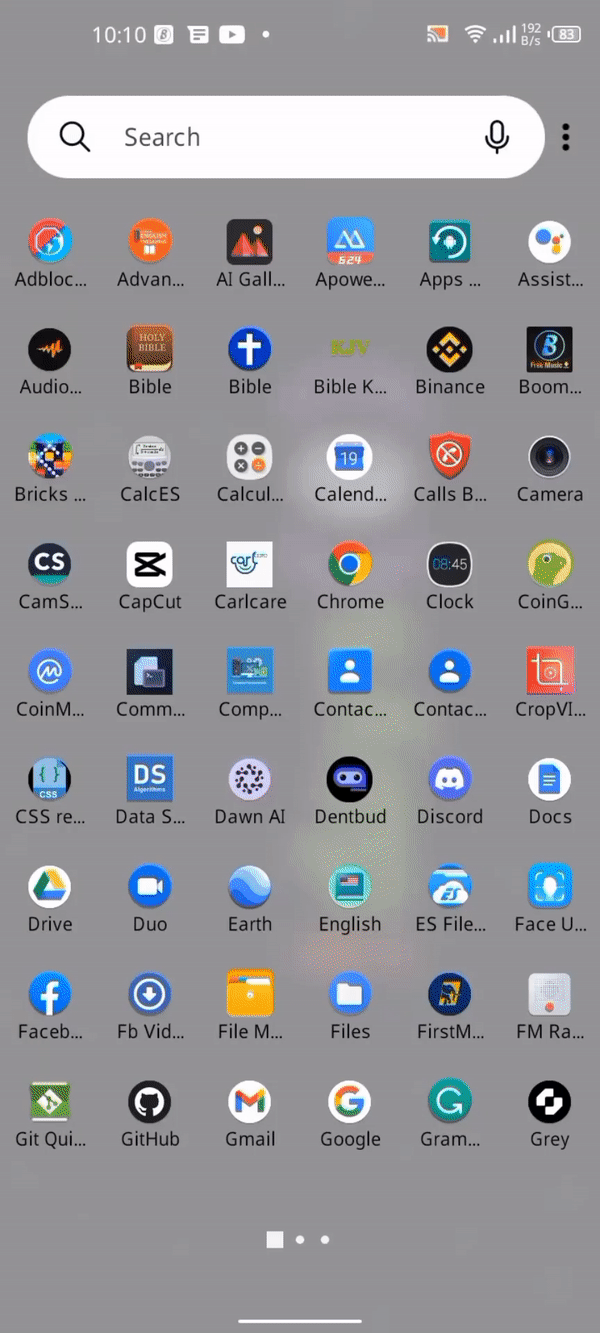 10:10
192
B/s
83
Search
Adbloc... Advan... AI Gall... Apowe... Apps ... Assist...
Audio... Bible Bible Bible K... Binance Boom...
Bricks ... CalcES Calcul... Calend... Calls B... Camera
CamS... CapCut Carlcare Chrome Clock CoinG...
CoinM... Comm... Comp... Contac... Contac... CropVI...
CSS re... Data S... Dawn AI Dentbud Discord Docs
Drive Duo Earth English ES File... Face U...
Faceb... Fb Vid... File M... Files FirstM... FM Ra...
Git Qui... GitHub Gmail Google Gram... Grey